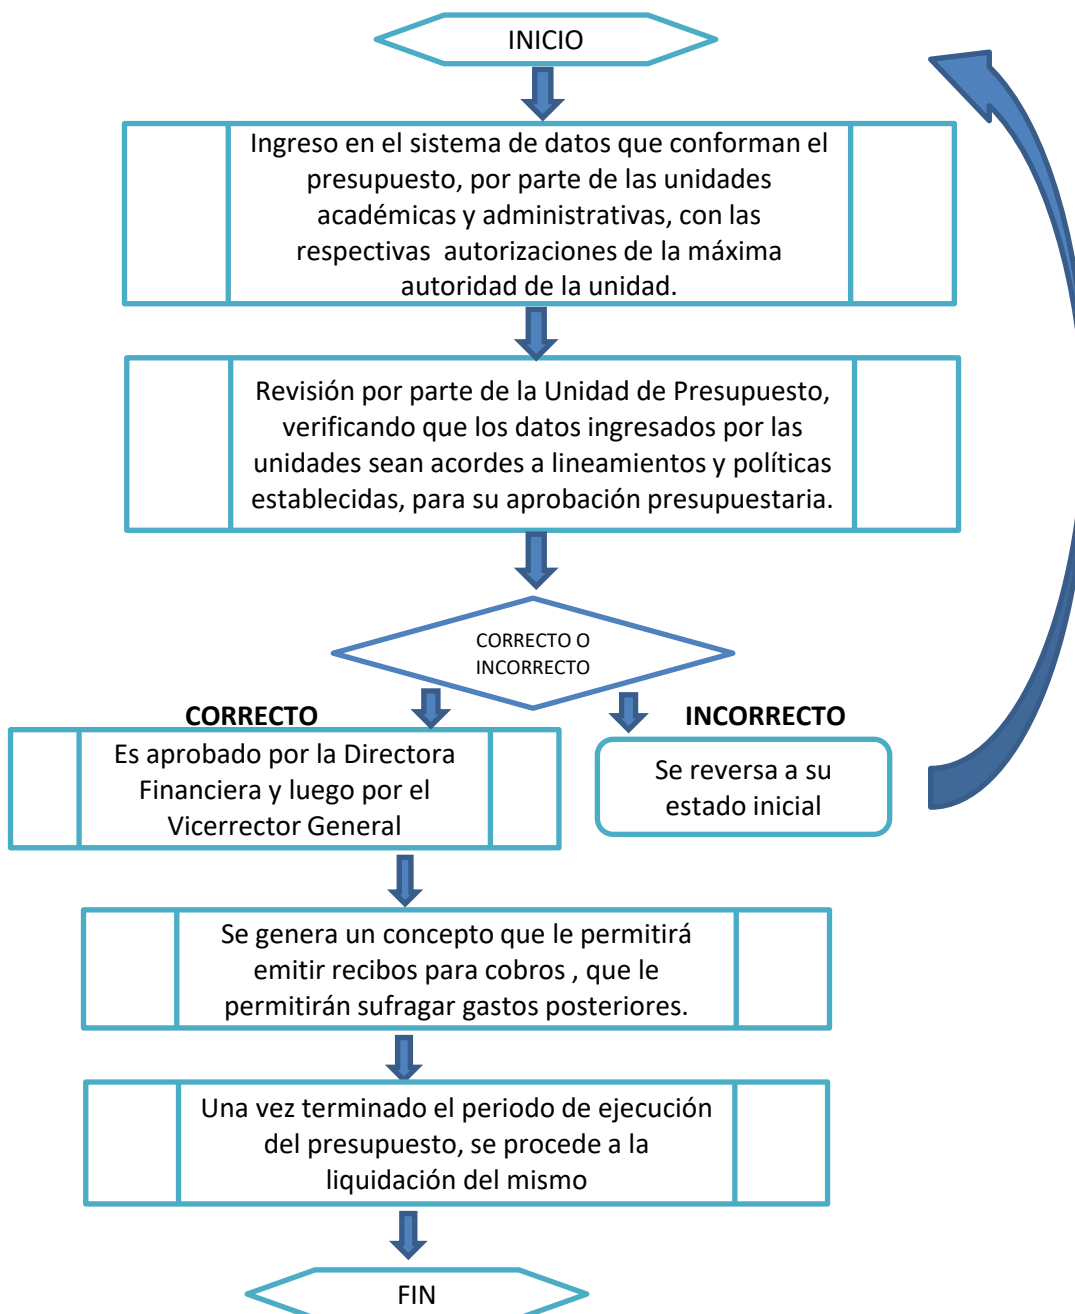 INICIO
Ingreso en el sistema de datos que conforman el
presupuesto, por parte de las unidades
académicas y administrativas, con las
respectivas autorizaciones de la máxima
autoridad de la unidad.
Revisión por parte de la Unidad de Presupuesto,
verificando que los datos ingresados por las
unidades sean acordes a lineamientos y políticas
establecidas, para su aprobación presupuestaria.
CORRECTO O
INCORRECTO
CORRECTO
Es aprobado por la Directora
Financiera y luego por el
Vicerrector General
INCORRECTO
Se reversa a su
estado inicial
Se genera un concepto que le permitirá
emitir recibos para cobros , que le
permitirán sufragar gastos posteriores.
Una vez terminado el periodo de ejecución
del presupuesto, se procede a la
liquidación del mismo
FIN